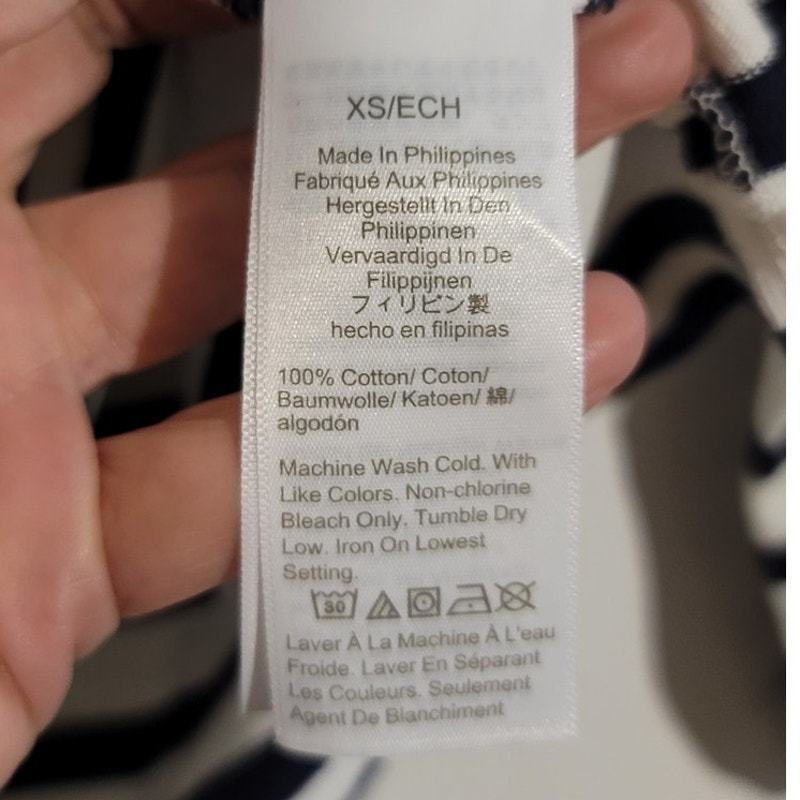 XS/ECH
Made In Philippines
Fabriqué Aux Philippines
Hergestellt In Den
Philippinen
Vervaardigd In De
Filippijnen
フィリピン製
hecho en filipinas
100% Cotton/ Coton/
Baumwolle/ Katoen/ 綿/
algodón
Machine Wash Cold. With
Like Colors. Non-chlorine
Bleach Only. Tumble Dry
Low. Iron On Lowest
Setting.
30
Laver À La Machine À L'eau
Froide. Laver En Séparant
Les Couleurs. Seulement
Agent De Blanchiment